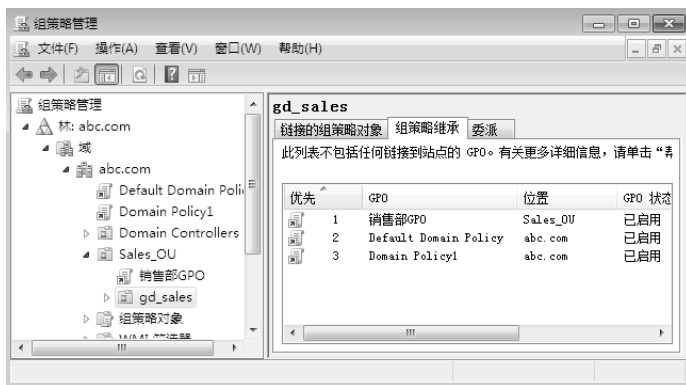 组策略管理
文件(F) 操作(A) 查看(V) 窗口(W) 帮助(H)
组策略管理
林: abc.com
域
abc.com
Default Domain Poli
Domain Policy1
Domain Controllers
Sales_OU
销售部GPO
gd_sales
组策略对象
gd_sales
链接的组策略对象 组策略继承 委派
此列表不包括任何链接到站点的 GPO。有关更多详细信息，请单击“
优先 GPO 位置 GPO 状态
1 销售部GPO Sales_OU 已启用
2 Default Domain Policy abc.com 已启用
3 Domain Policy1 abc.com 已启用